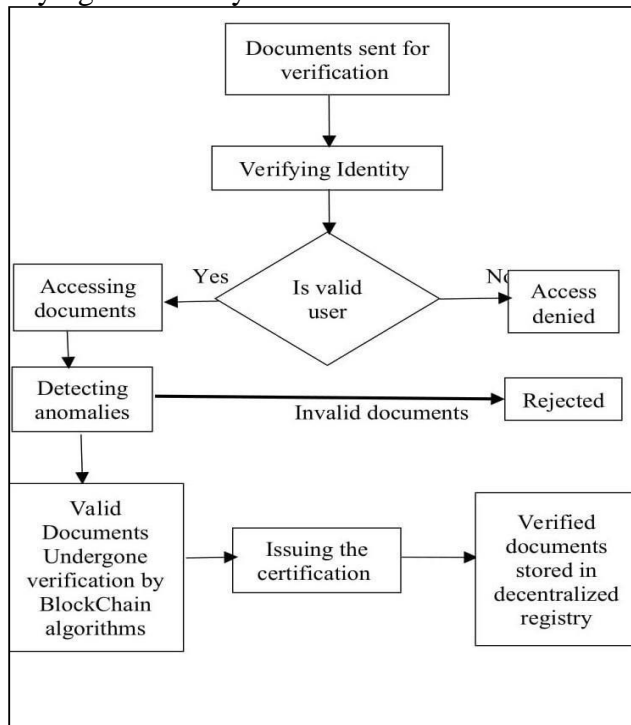 Documents sent for
verification
Verifying Identity
Yes
Is valid
user
Accessing
documents
Access
denied
Detecting
anomalies
Invalid documents
Rejected
Valid
Documents
Undergone
verification by
BlockChain
algorithms
Issuing the
certification
Verified
documents
stored in
decentralized
registry